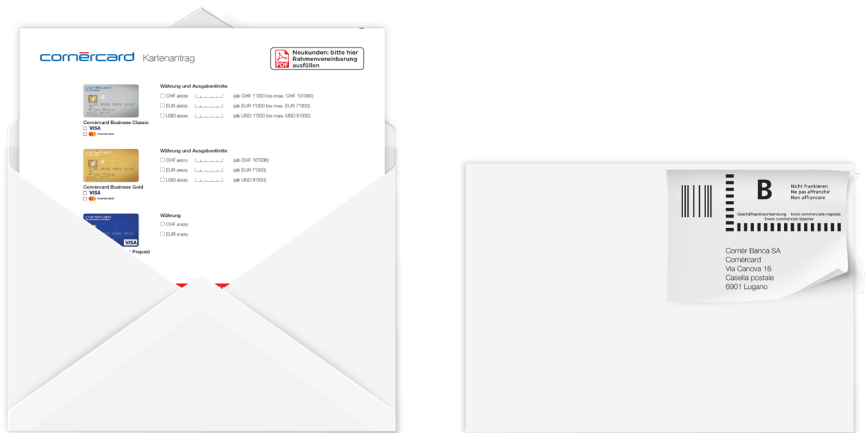 cornèrcard Kartenantrag
Neukunden: bitte hier
Rahmenvereinbarung
ausfüllen
PDF
Währung und Ausgabenlimite
CHF
(ab CHF 1'000 bis max. CHF 10'000)
EUR
(ab EUR 1'000 bis max. EUR 7'000)
USD
(ab USD 1'000 bis max. USD 8'000)
Cornèrcard Business Classic
VISA
mastercard
Währung und Ausgabenlimite
CHF
(ab CHF 10'000)
EUR
(ab EUR 7'000)
USD
(ab USD 8'000)
Cornèrcard Business Gold
VISA
mastercard
Währung
CHF
EUR
VISA
Prepaid
B
Nicht frankieren
Ne pas affranchir
Non affrancare
Geschäftsantwortsendung Invio commerciale-risposta
Envoi commercial-réponse
Cornèr Banca SA
Cornèrcard
Via Canova 16
Casella postale
6901 Lugano